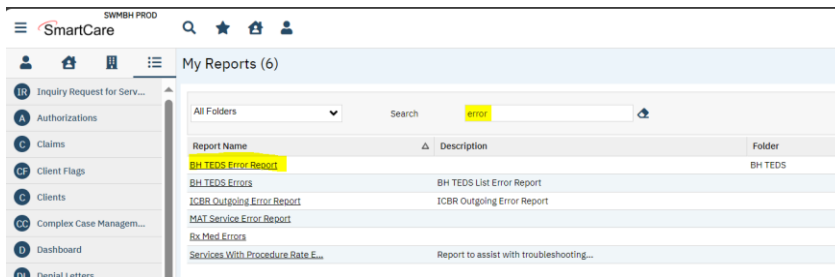 SWMBH PROD
SmartCare
My Reports (6)
IR Inquiry Request for Serv...
A Authorizations
C Claims
CF Client Flags
C Clients
CC Complex Case Managem...
D Dashboard
DL Denial Letters
All Folders
Search
error
Report Name Description Folder
BH TEDS Error Report BH TEDS
BH TEDS Errors BH TEDS List Error Report
ICBR Outgoing Error Report ICBR Outgoing Error Report
MAT Service Error Report
Rx Med Errors
Services With Procedure Rate E... Report to assist with troubleshooting...